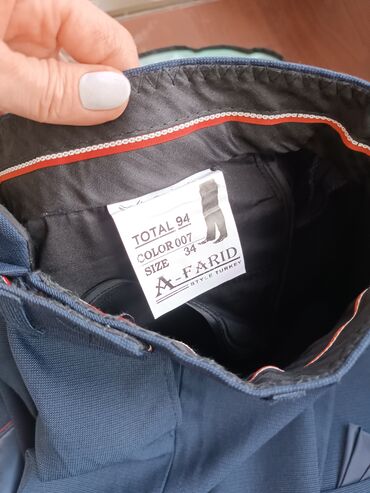 TOTAL 94
COLOR 007
SIZE 34
A-FARID
STYLE TURKEY